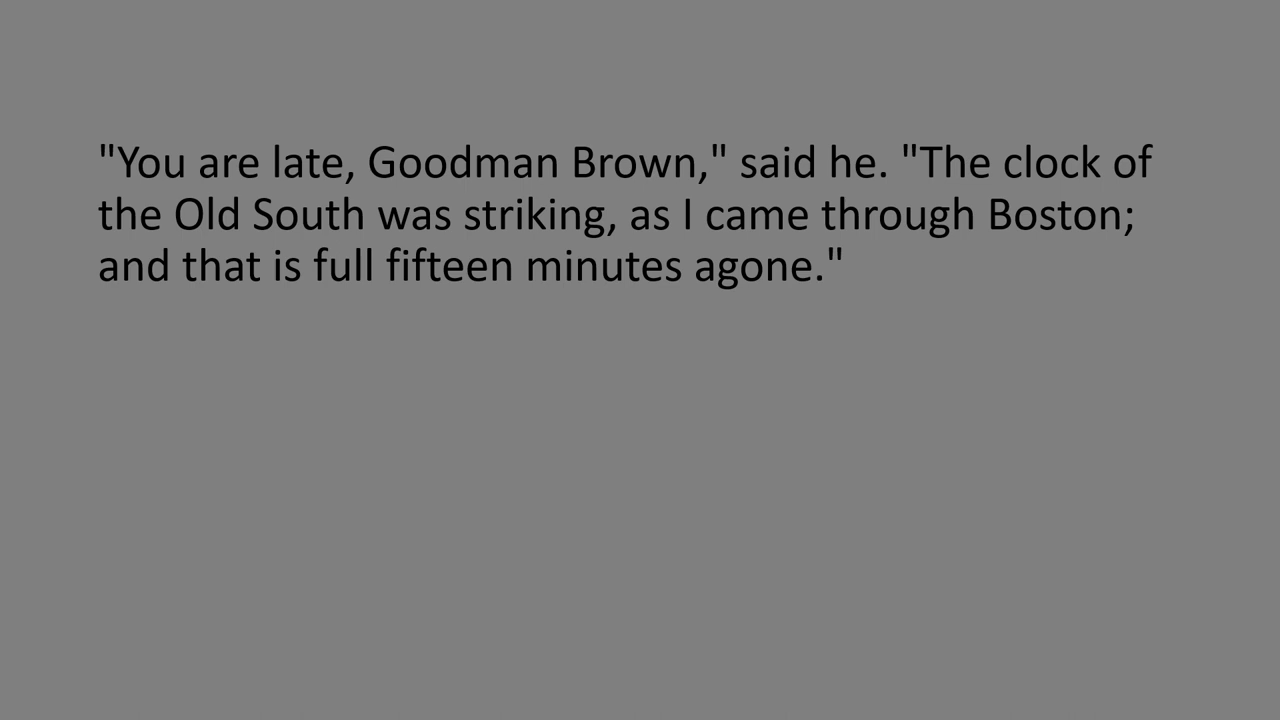 "You are late, Goodman Brown," said he. "The clock of
the Old South was striking, as I came through Boston;
and that is full fifteen minutes agone."